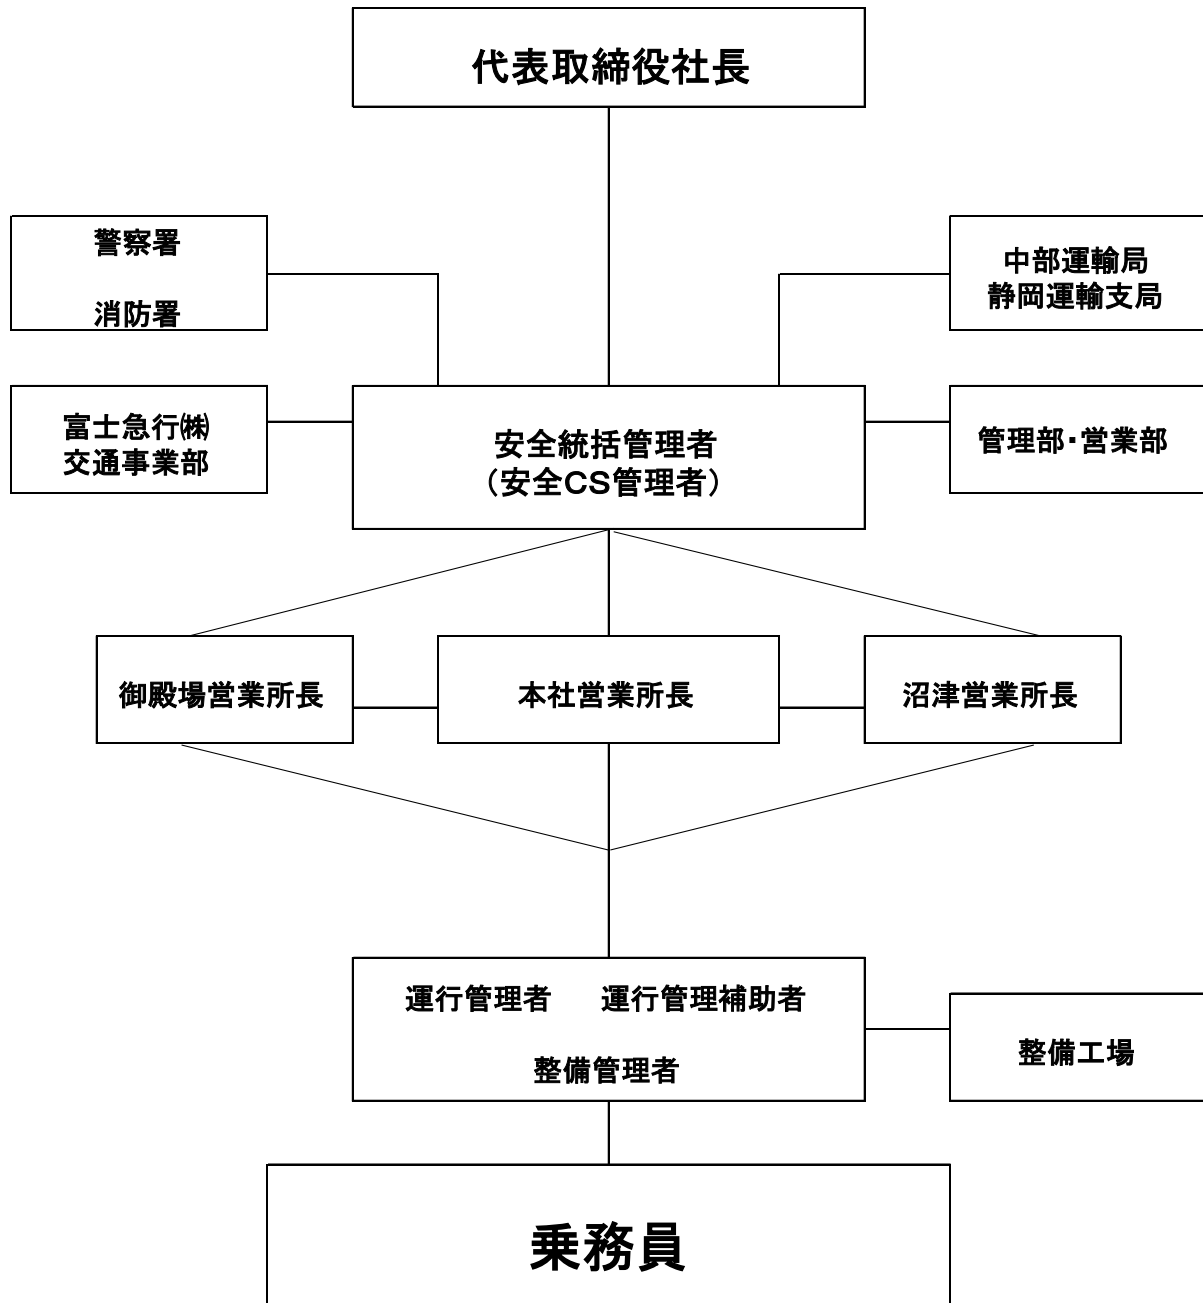 代表取締役社長
警察署
消防署
中部運輸局
静岡運輸支局
富士急行㈱
交通事業部
安全統括管理者
（安全CS管理者）
管理部・営業部
御殿場営業所長
本社営業所長
沼津営業所長
運行管理者　運行管理補助者
整備管理者
整備工場
乗務員